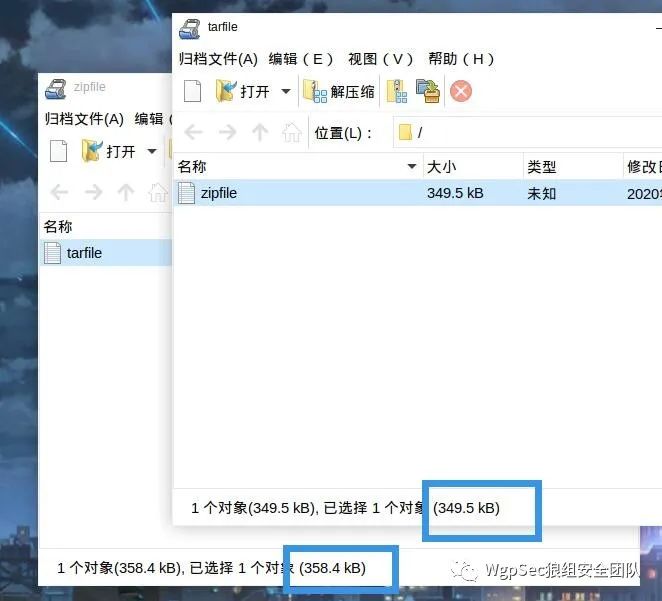 tarfile
归档文件(A) 编辑(E) 视图(V) 帮助(H)
打开 解压缩
位置(L): /
名称 大小 类型
zipfile 349.5 kB 未知 2020
1 个对象(349.5 kB), 已选择 1 个对象 (349.5 kB)
zipfile
归档文件(A) 编辑 (
打开
名称
tarfile
1 个对象(358.4 kB), 已选择 1 个对象 (358.4 kB)
WgpSec狼组安全团队